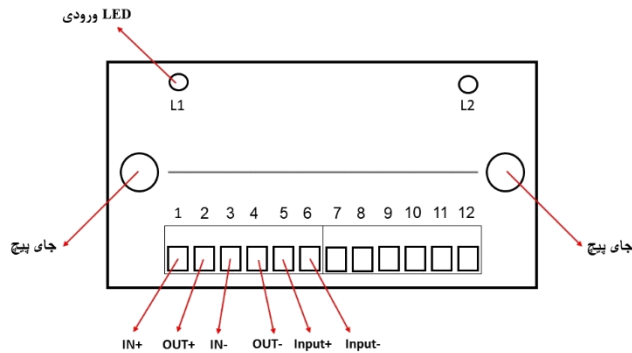 LED ورودی
L1 L2
جای پیچ جای پیچ
1 2 3 4 5 6 7 8 9 10 11 12
IN+ OUT+ IN- OUT- Input+ Input-